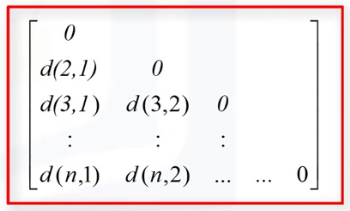 0
d(2,1) 0
d(3,1) d(3,2) 0
: : :
d(n,1) d(n,2) ... ... 0